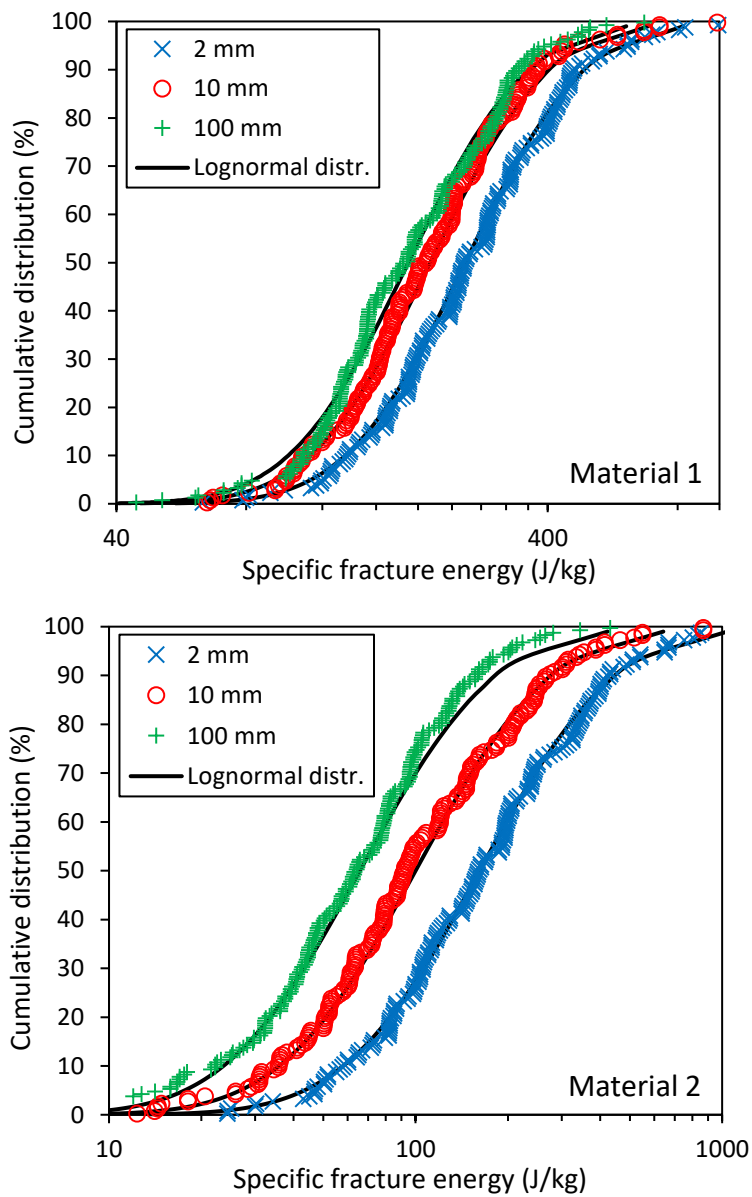 100
90
80
70
60
50
40
30
20
10
0
Cumulative distribution (%)
2 mm
10 mm
100 mm
Lognormal distr.
Material 1
40
400
Specific fracture energy (J/kg)
100
90
80
70
60
50
40
30
20
10
0
Cumulative distribution (%)
2 mm
10 mm
100 mm
Lognormal distr.
Material 2
10
100
1000
Specific fracture energy (J/kg)